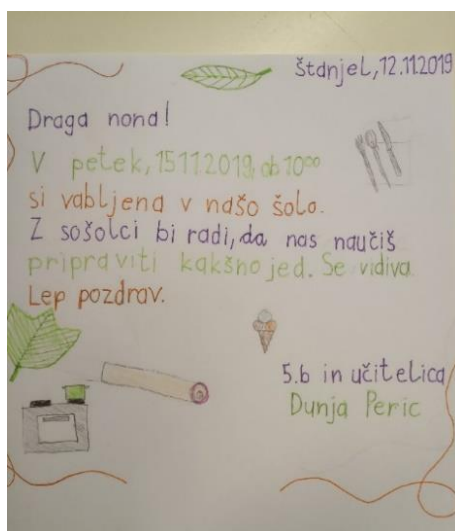 štanjel, 12.11.2019
Draga nona!
V petek, 15.11.2019, ob 10⁰⁰
si vabljena v našo šolo.
Z sošolci bi radi, da nas naučiš
pripraviti kakšno jed. Se vidiva
Lep pozdrav.
5.b in učitelica
Dunja Peric